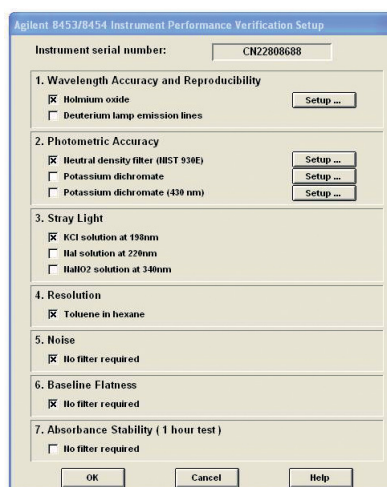 Agilent 8453/8454 Instrument Performance Verification Setup
Instrument serial number: CN22808688
1. Wavelength Accuracy and Reproducibility
Holmium oxide Setup ...
Deuterium lamp emission lines
2. Photometric Accuracy
Neutral density filter (NIST 930E) Setup ...
Potassium dichromate Setup ...
Potassium dichromate (430 nm) Setup ...
3. Stray Light
KCl solution at 198nm
NaI solution at 220nm
NaNO2 solution at 340nm
4. Resolution
Toluene in hexane
5. Noise
No filter required
6. Baseline Flatness
No filter required
7. Absorbance Stability ( 1 hour test )
No filter required
OK Cancel Help